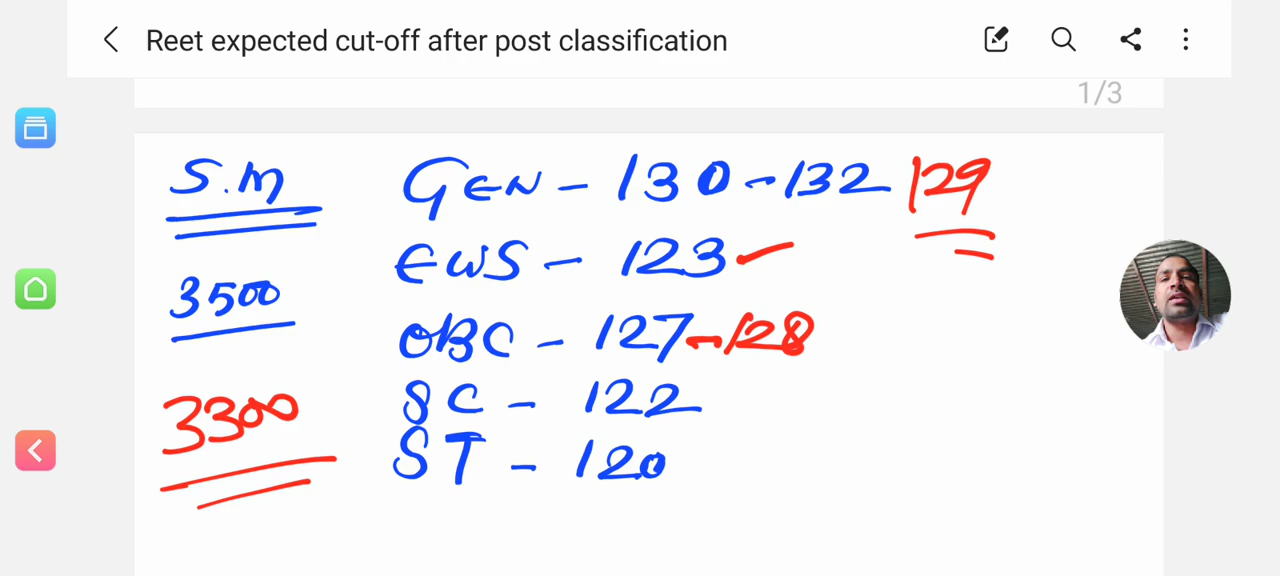 Reet expected cut-off after post classification
1/3
S.M GEN - 130 - 132 129
EWS - 123
3500
OBC - 127 - 128
SC - 122
3300
ST - 120